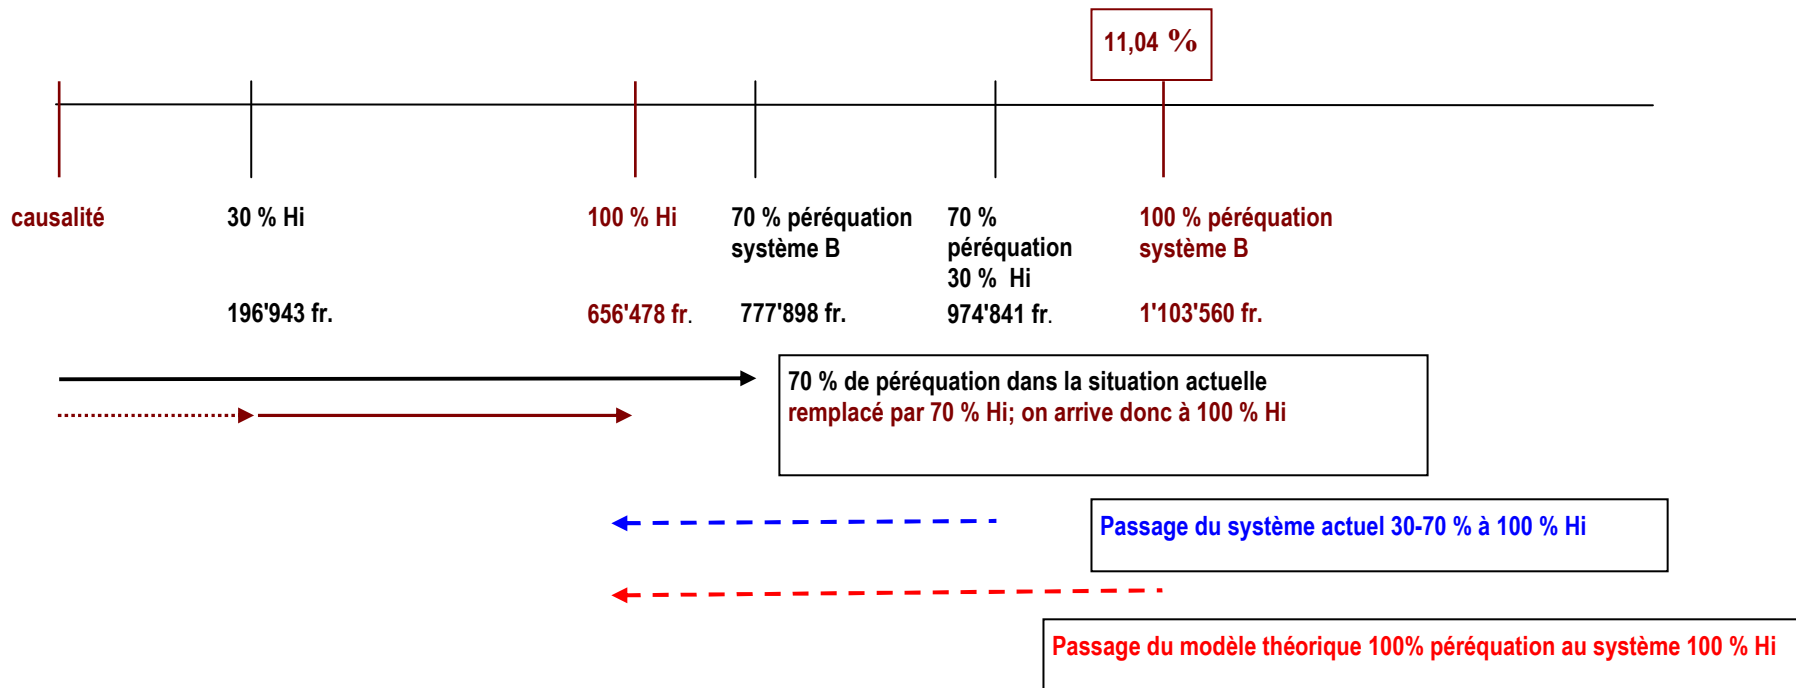 11,04 %
causalité
30 % Hi
100 % Hi
70 % péréquation
système B
70 %
péréquation
30 % Hi
100 % péréquation
système B
196'943 fr.
656'478 fr.
777'898 fr.
974'841 fr.
1'103'560 fr.
70 % de péréquation dans la situation actuelle
remplacé par 70 % Hi; on arrive donc à 100 % Hi
Passage du système actuel 30-70 % à 100 % Hi
Passage du modèle théorique 100% péréquation au système 100 % Hi